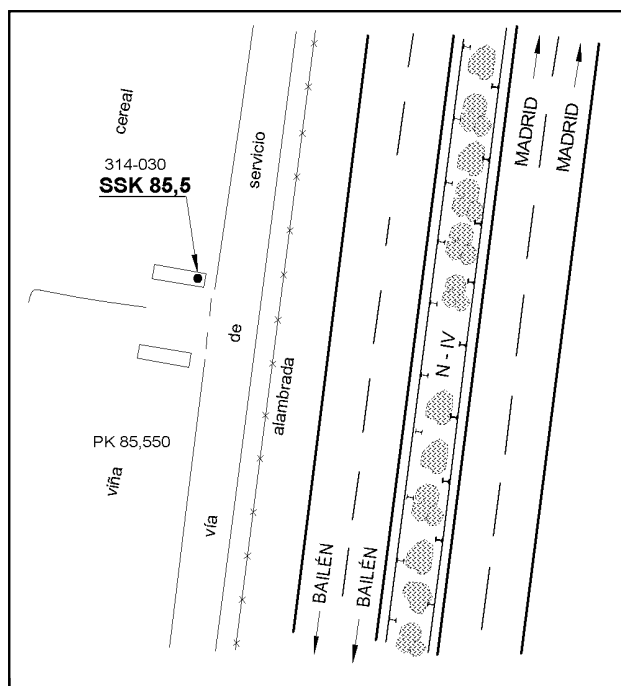 cereal
314-030
SSK 85,5
servicio
de
vía
alambrada
PK 85,550
viña
N - IV
MADRID
MADRID
BAILÉN
BAILÉN